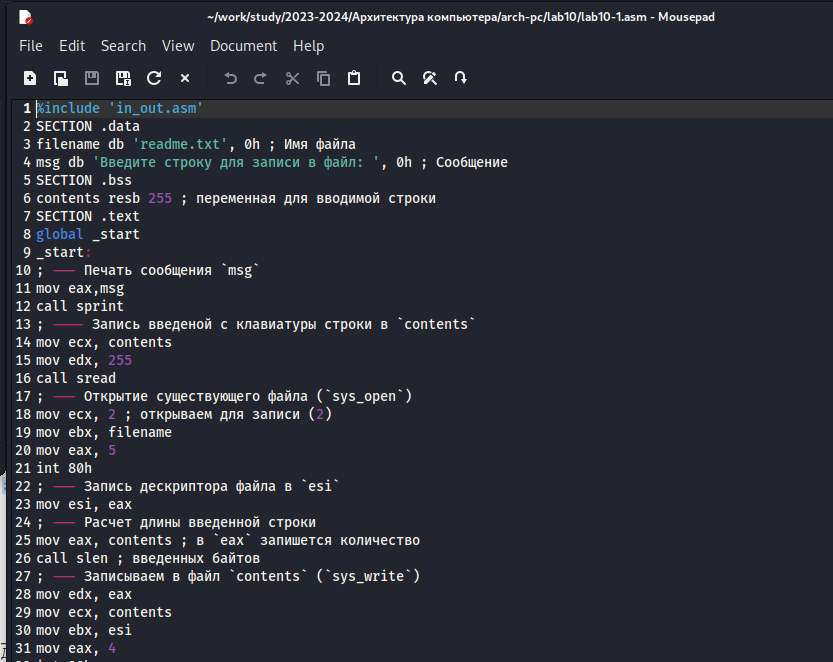 ~/work/study/2023-2024/Архитектура компьютера/arch-pc/lab10/lab10-1.asm - Mousepad
File Edit Search View Document Help
1 %include 'in_out.asm'
2 SECTION .data
3 filename db 'readme.txt', 0h ; Имя файла
4 msg db 'Введите строку для записи в файл: ', 0h ; Сообщение
5 SECTION .bss
6 contents resb 255 ; переменная для вводимой строки
7 SECTION .text
8 global _start
9 _start:
10 ; --- Печать сообщения `msg`
11 mov eax,msg
12 call sprint
13 ; ---- Запись введеной с клавиатуры строки в `contents`
14 mov ecx, contents
15 mov edx, 255
16 call sread
17 ; --- Открытие существующего файла (`sys_open`)
18 mov ecx, 2 ; открываем для записи (2)
19 mov ebx, filename
20 mov eax, 5
21 int 80h
22 ; --- Запись дескриптора файла в `esi`
23 mov esi, eax
24 ; --- Расчет длины введенной строки
25 mov eax, contents ; в `eax` запишется количество
26 call slen ; введенных байтов
27 ; --- Записываем в файл `contents` (`sys_write`)
28 mov edx, eax
29 mov ecx, contents
30 mov ebx, esi
31 mov eax, 4